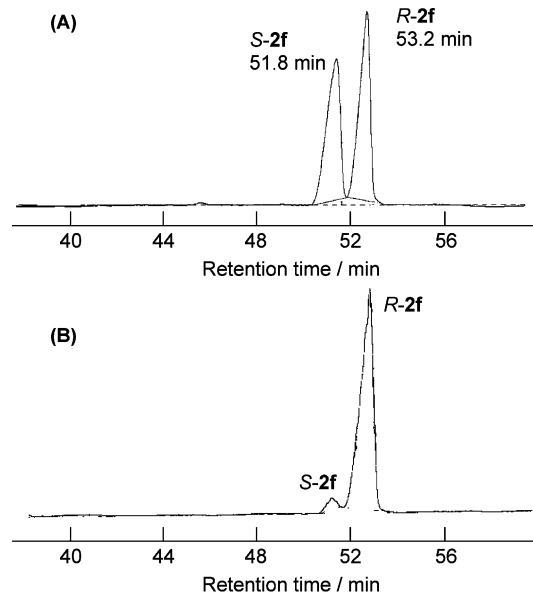 (A)
S-2f
51.8 min
R-2f
53.2 min
40 44 48 52 56
Retention time / min
(B)
R-2f
S-2f
40 44 48 52 56
Retention time / min